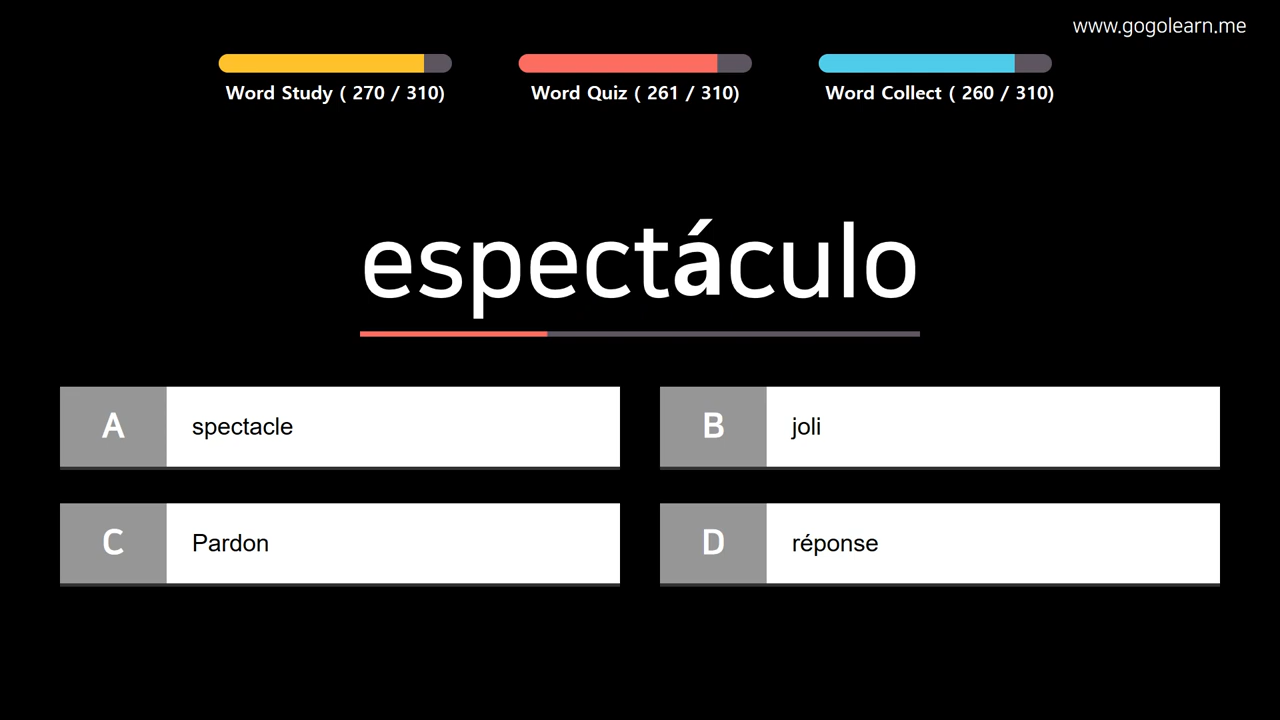 www.gogolearn.me
Word Study ( 270 / 310)
Word Quiz ( 261 / 310)
Word Collect ( 260 / 310)
espectáculo
A spectacle
B joli
C Pardon
D réponse